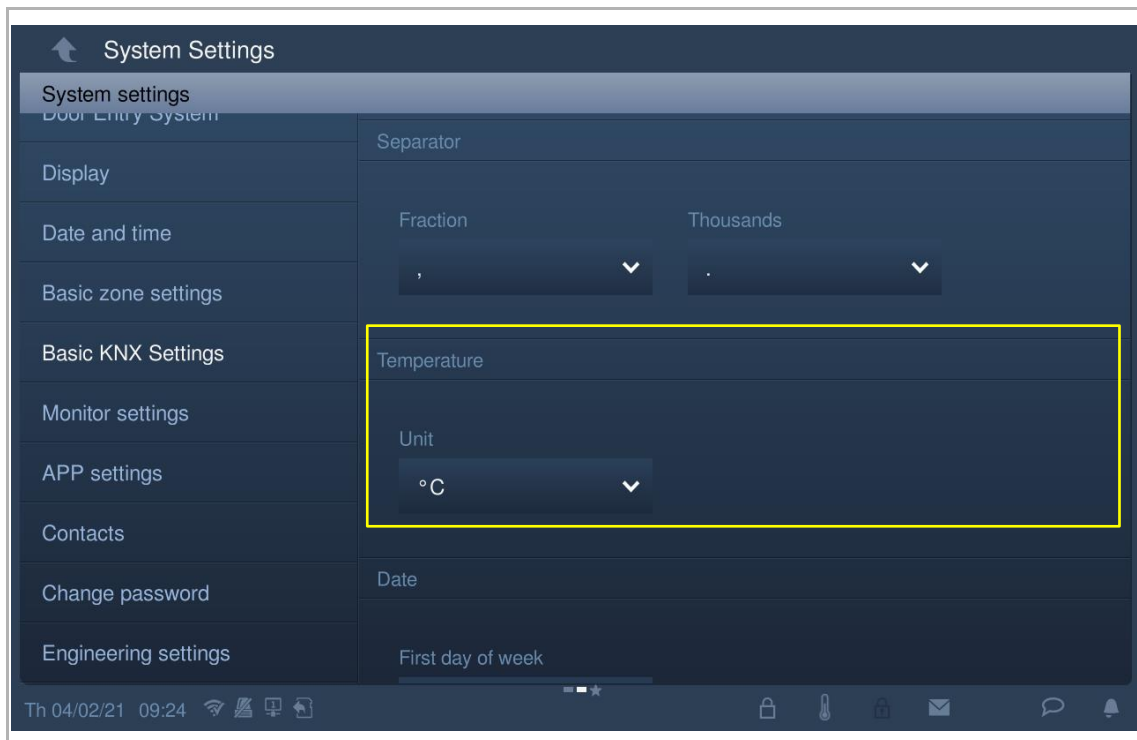 System Settings
System settings
Door Entry System
Display
Date and time
Basic zone settings
Basic KNX Settings
Monitor settings
APP settings
Contacts
Change password
Engineering settings
Separator
Fraction Thousands
, .
Temperature
Unit
°C
Date
First day of week
Th 04/02/21 09:24
1